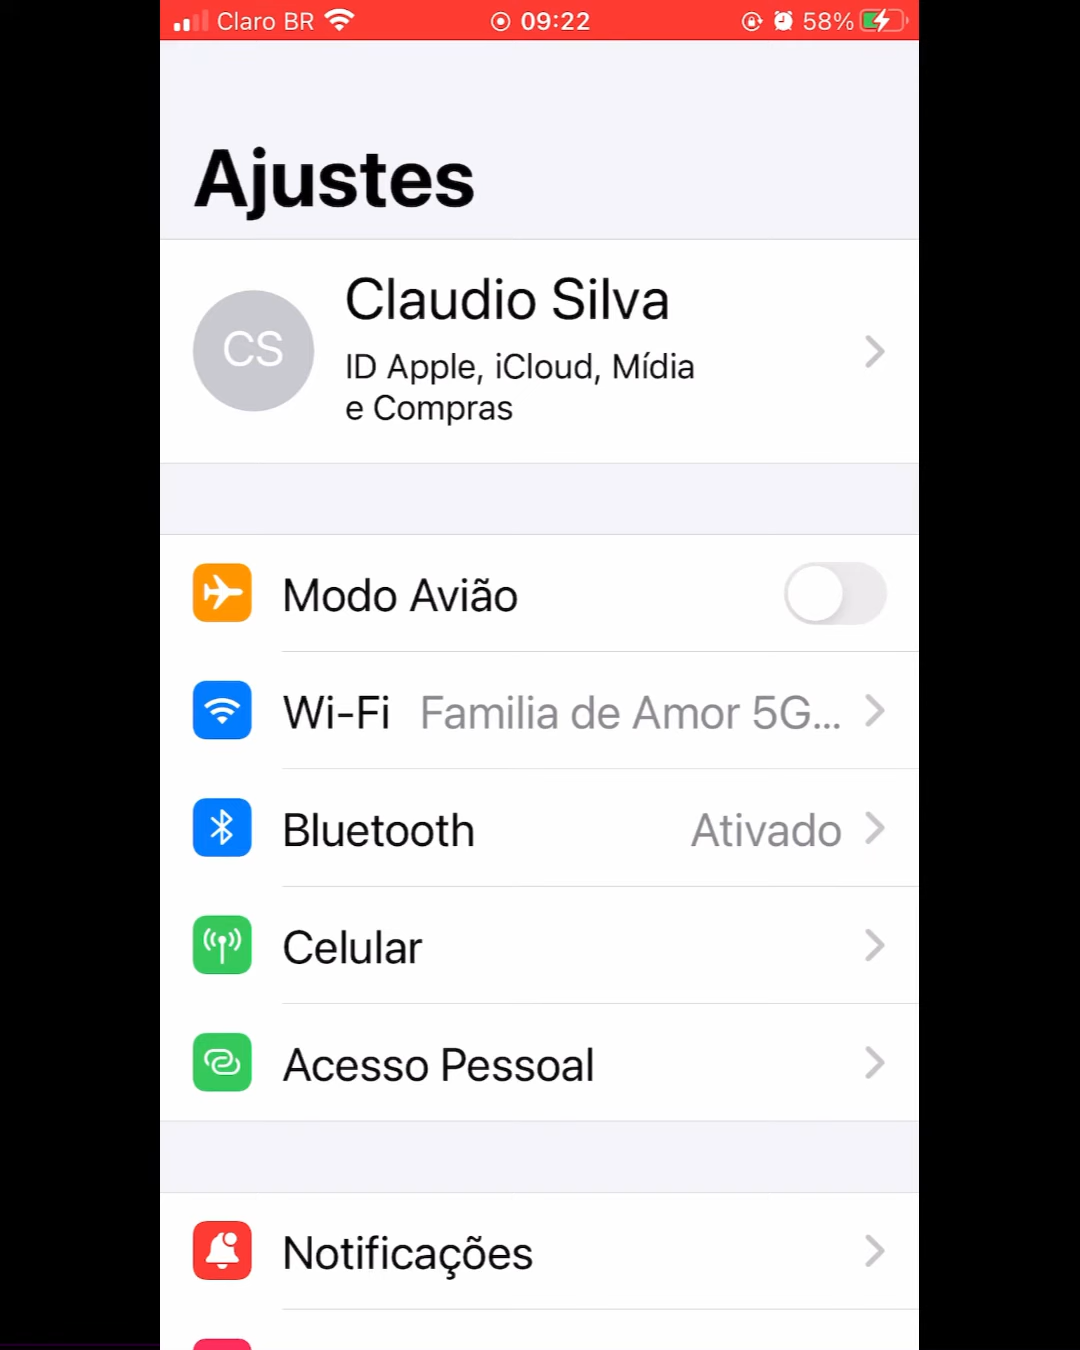 Claro BR 09:22 58%
Ajustes
CS
Claudio Silva
ID Apple, iCloud, Mídia
e Compras
Modo Avião
Wi-Fi Familia de Amor 5G...
Bluetooth Ativado
Celular
Acesso Pessoal
Notificações